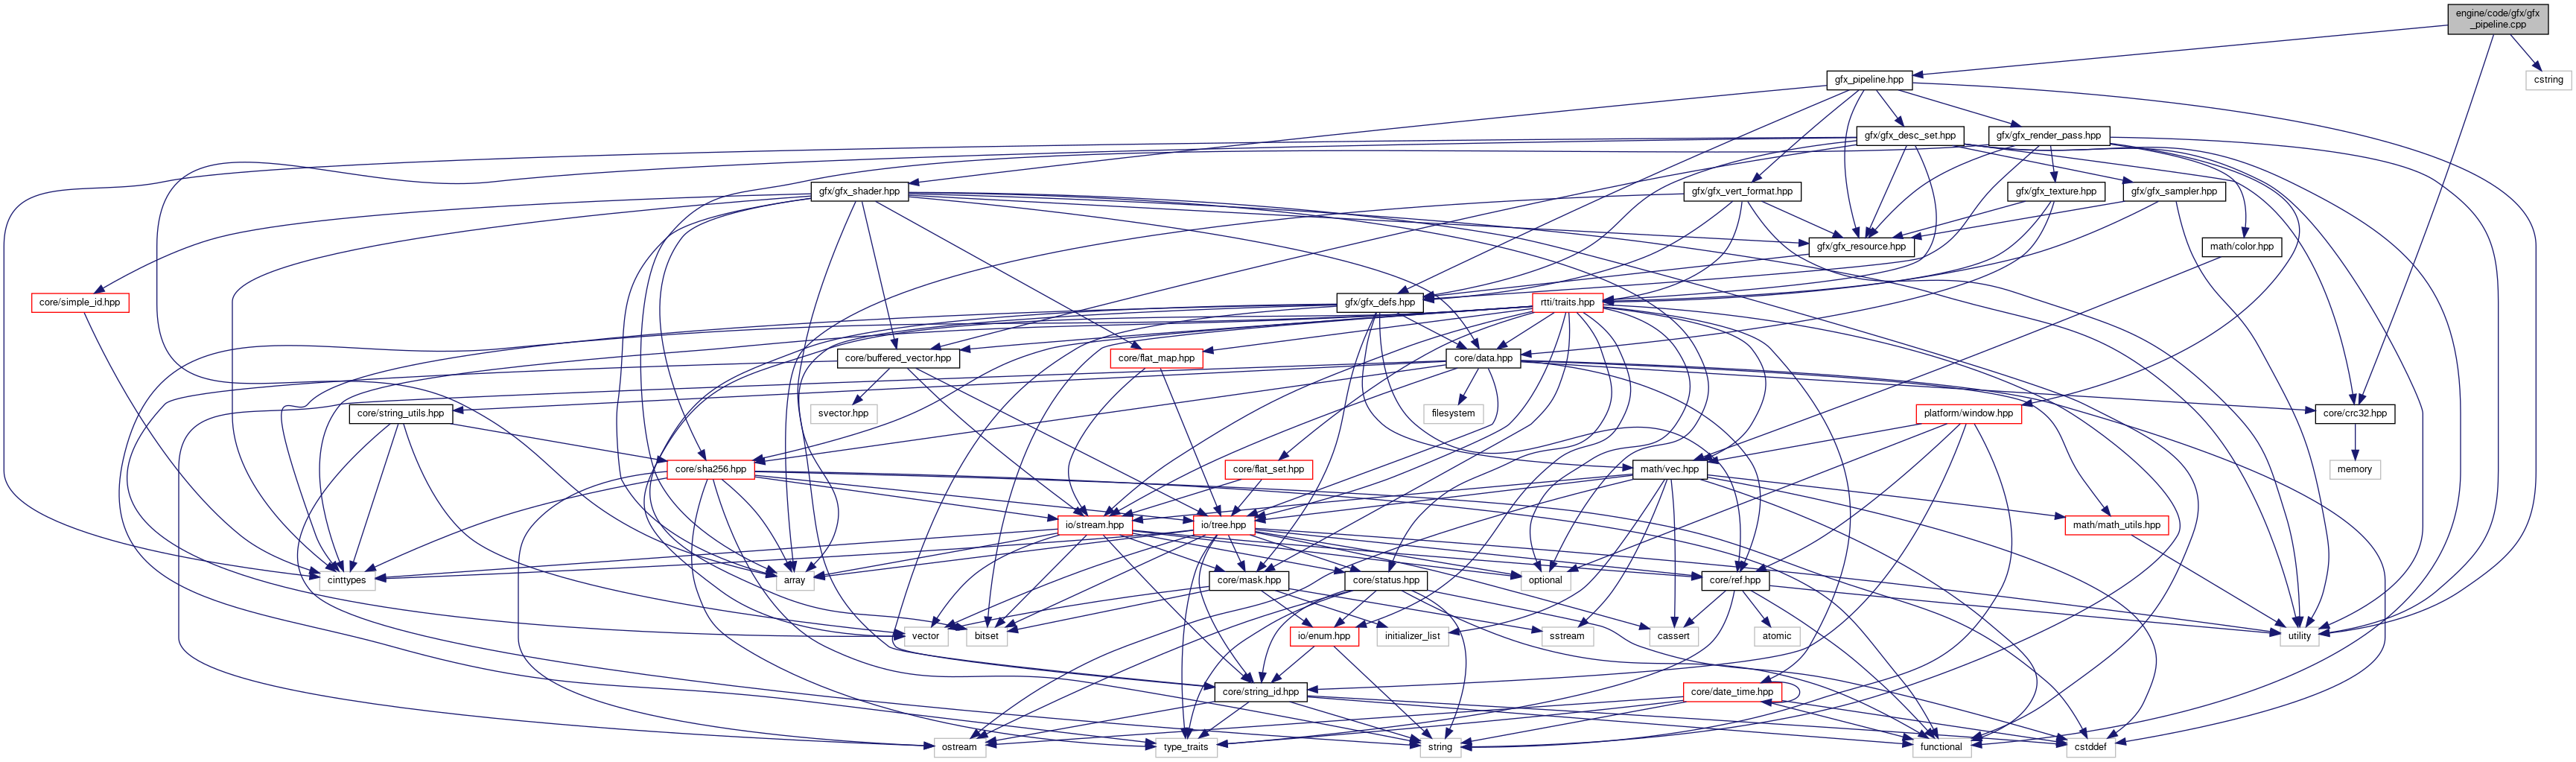 engine/code/gfx/gfx
_pipeline.cpp
gfx_pipeline.hpp
cstring
gfx/gfx_desc_set.hpp
gfx/gfx_render_pass.hpp
gfx/gfx_shader.hpp
gfx/gfx_vert_format.hpp
gfx/gfx_texture.hpp
gfx/gfx_sampler.hpp
gfx/gfx_resource.hpp
math/color.hpp
core/simple_id.hpp
gfx/gfx_defs.hpp
rtti/traits.hpp
core/buffered_vector.hpp
core/flat_map.hpp
core/data.hpp
core/string_utils.hpp
svector.hpp
filesystem
platform/window.hpp
core/crc32.hpp
core/sha256.hpp
core/flat_set.hpp
math/vec.hpp
memory
io/stream.hpp
io/tree.hpp
math/math_utils.hpp
cinttypes
array
optional
core/mask.hpp
core/status.hpp
core/ref.hpp
vector
bitset
io/enum.hpp
initializer_list
sstream
cassert
atomic
utility
core/string_id.hpp
core/date_time.hpp
ostream
type_traits
string
functional
cstddef